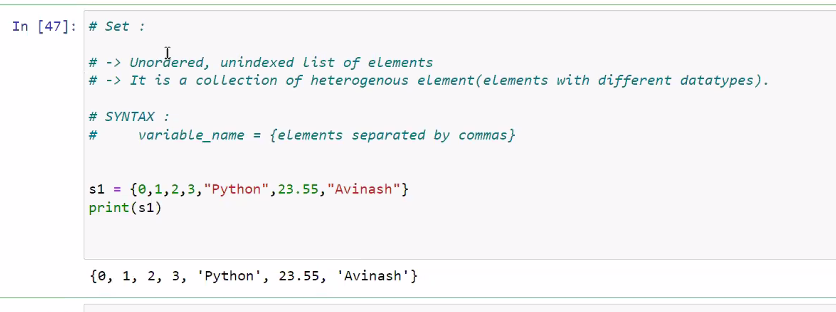 In [47]: # Set :
# -> Unordered, unindexed list of elements
# -> It is a collection of heterogenous element(elements with different datatypes).
# SYNTAX :
#     variable_name = {elements separated by commas}
s1 = {0,1,2,3,"Python",23.55,"Avinash"}
print(s1)
{0, 1, 2, 3, 'Python', 23.55, 'Avinash'}